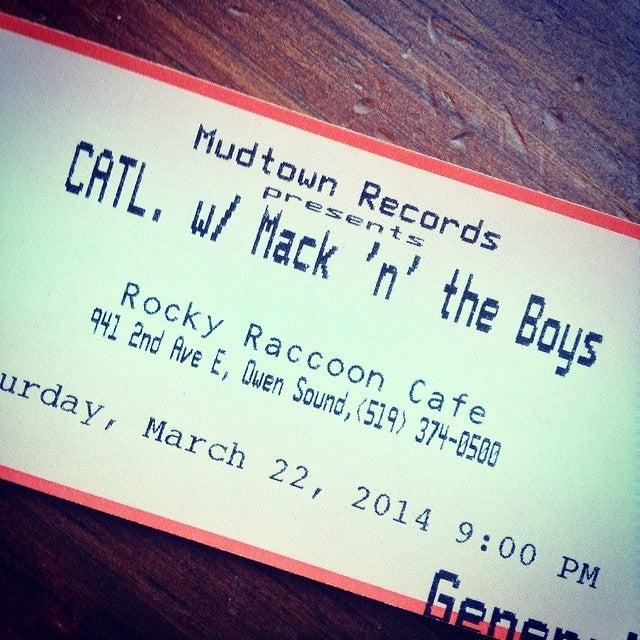 Mudtown Records
presents
CATL. w/ Mack 'n' the Boys
Rocky Raccoon Cafe
941 2nd Ave E, Owen Sound,(519) 374-0500
urday, March 22, 2014 9:00 PM